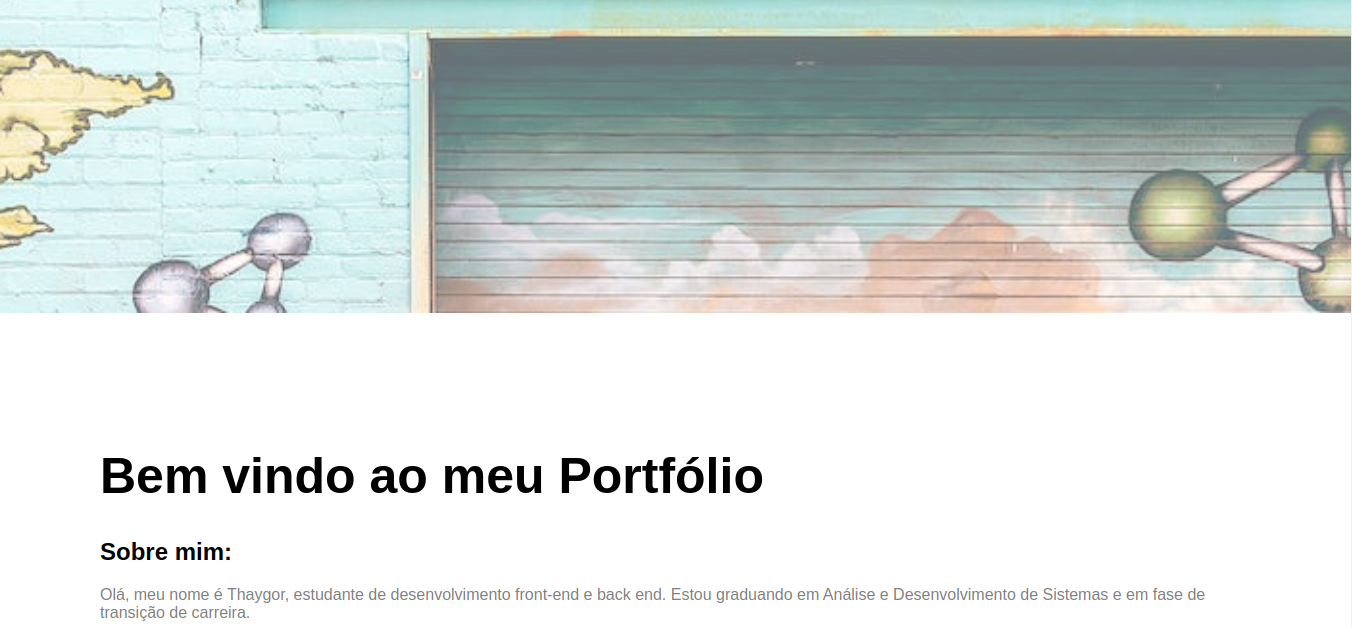 Bem vindo ao meu Portfólio
Sobre mim:
Olá, meu nome é Thaygor, estudante de desenvolvimento front-end e back end. Estou graduando em Análise e Desenvolvimento de Sistemas e em fase de
transição de carreira.